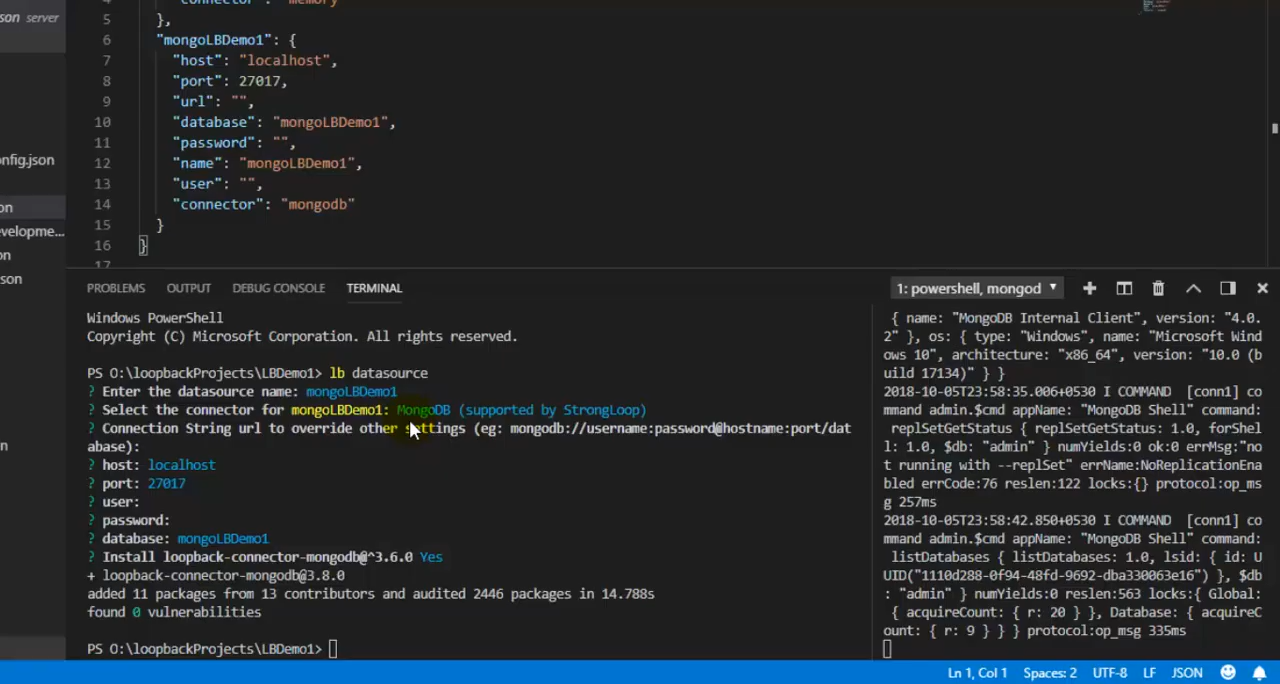 son server
4 "connector": "memory"
5 },
6 "mongoLBDemo1": {
7 "host": "localhost",
8 "port": 27017,
9 "url": "",
10 "database": "mongoLBDemo1",
11 "password": "",
12 "name": "mongoLBDemo1",
13 "user": "",
14 "connector": "mongodb"
15 }
16 }
17
onfig.json
on
evelopme...
on
son
n
PROBLEMS OUTPUT DEBUG CONSOLE TERMINAL
1: powershell, mongod
Windows PowerShell
Copyright (C) Microsoft Corporation. All rights reserved.
PS O:\loopbackProjects\LBDemo1> lb datasource
? Enter the datasource name: mongoLBDemo1
? Select the connector for mongoLBDemo1: MongoDB (supported by StrongLoop)
? Connection String url to override other settings (eg: mongodb://username:password@hostname:port/dat
abase):
? host: localhost
? port: 27017
? user:
? password:
? database: mongoLBDemo1
? Install loopback-connector-mongodb@^3.6.0 Yes
+ loopback-connector-mongodb@3.8.0
added 11 packages from 13 contributors and audited 2446 packages in 14.788s
found 0 vulnerabilities
PS O:\loopbackProjects\LBDemo1>
{ name: "MongoDB Internal Client", version: "4.0.
2" }, os: { type: "Windows", name: "Microsoft Wind
ows 10", architecture: "x86_64", version: "10.0 (b
uild 17134)" } }
2018-10-05T23:58:35.006+0530 I COMMAND [conn1] co
mmand admin.$cmd appName: "MongoDB Shell" command:
replSetGetStatus { replSetGetStatus: 1.0, forShel
l: 1.0, $db: "admin" } numYields:0 ok:0 errMsg:"no
t running with --replSet" errName:NoReplicationEna
bled errCode:76 reslen:122 locks:{} protocol:op_ms
g 257ms
2018-10-05T23:58:42.850+0530 I COMMAND [conn1] co
mmand admin.$cmd appName: "MongoDB Shell" command:
listDatabases { listDatabases: 1.0, lsid: { id: U
UID("1110d288-0f94-48fd-9692-dba330063e16") }, $db
: "admin" } numYields:0 reslen:563 locks:{ Global:
{ acquireCount: { r: 20 } }, Database: { acquireC
ount: { r: 9 } } } protocol:op_msg 335ms
Ln 1, Col 1 Spaces: 2 UTF-8 LF JSON